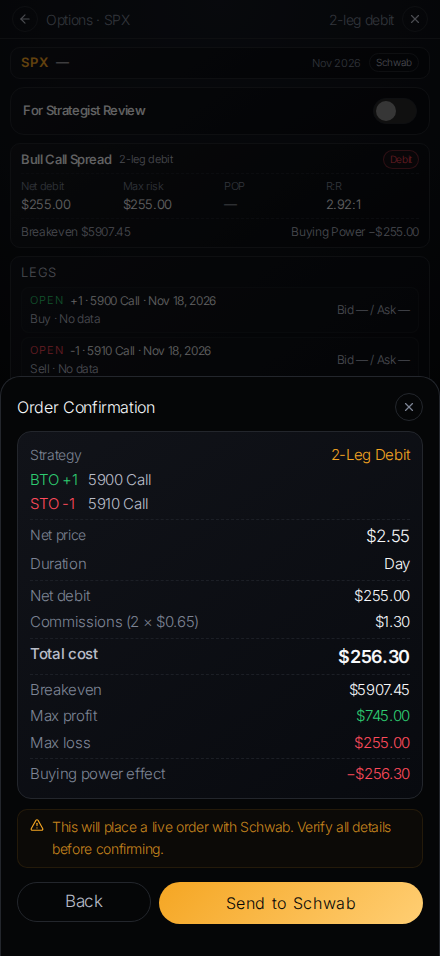 Options · SPX 2-leg debit
SPX — Nov 2026 Schwab
For Strategist Review
Bull Call Spread 2-leg debit Debit
Net debit Max risk POP R:R
$255.00 $255.00 — 2.92:1
Breakeven $5907.45 Buying Power −$255.00
LEGS
OPEN +1 · 5900 Call · Nov 18, 2026
Buy · No data Bid — / Ask —
OPEN -1 · 5910 Call · Nov 18, 2026
Sell · No data Bid — / Ask —
Order Confirmation
Strategy 2-Leg Debit
BTO +1 5900 Call
STO -1 5910 Call
Net price $2.55
Duration Day
Net debit $255.00
Commissions (2 × $0.65) $1.30
Total cost $256.30
Breakeven $5907.45
Max profit $745.00
Max loss $255.00
Buying power effect −$256.30
This will place a live order with Schwab. Verify all details
before confirming.
Back Send to Schwab